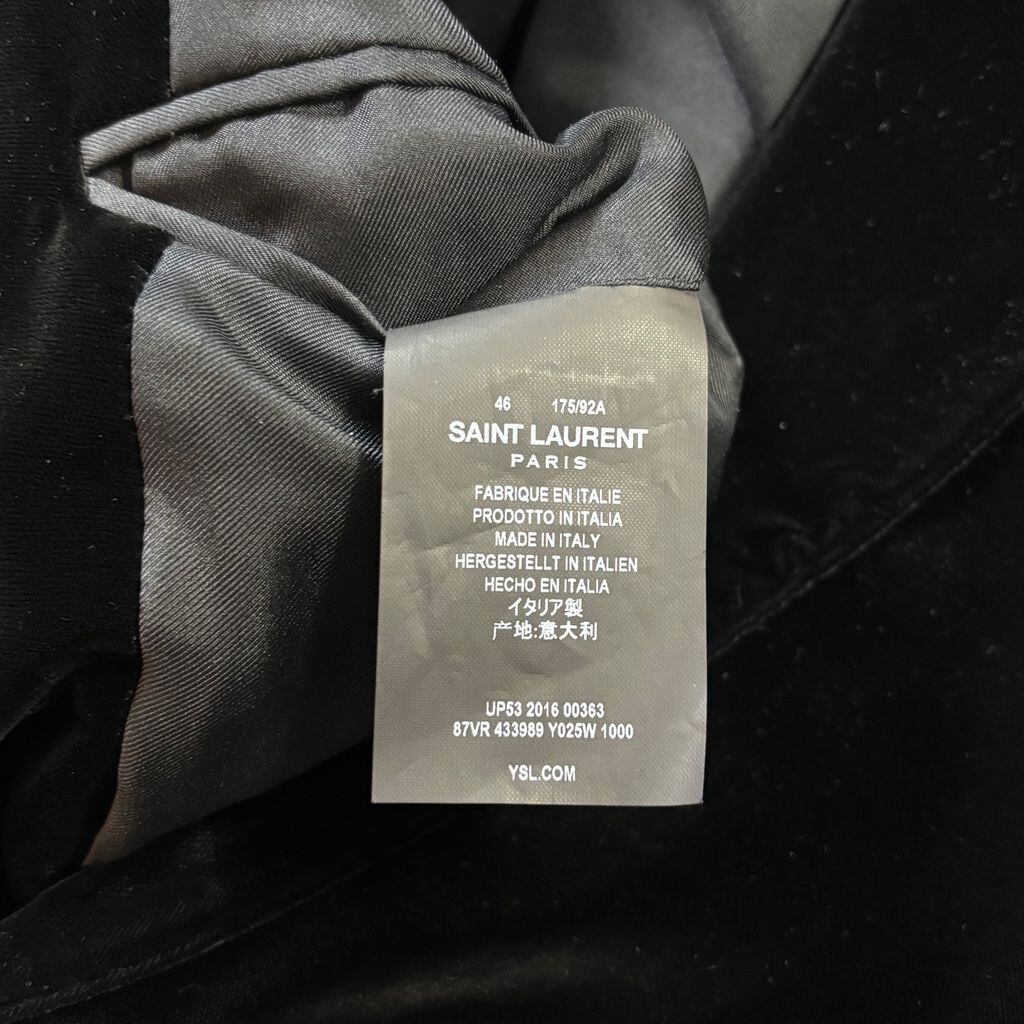 46 175/92A
SAINT LAURENT
PARIS
FABRIQUE EN ITALIE
PRODOTTO IN ITALIA
MADE IN ITALY
HERGESTELLT IN ITALIEN
HECHO EN ITALIA
イタリア製
产地:意大利
UP53 2016 00363
87VR 433989 Y025W 1000
YSL.COM